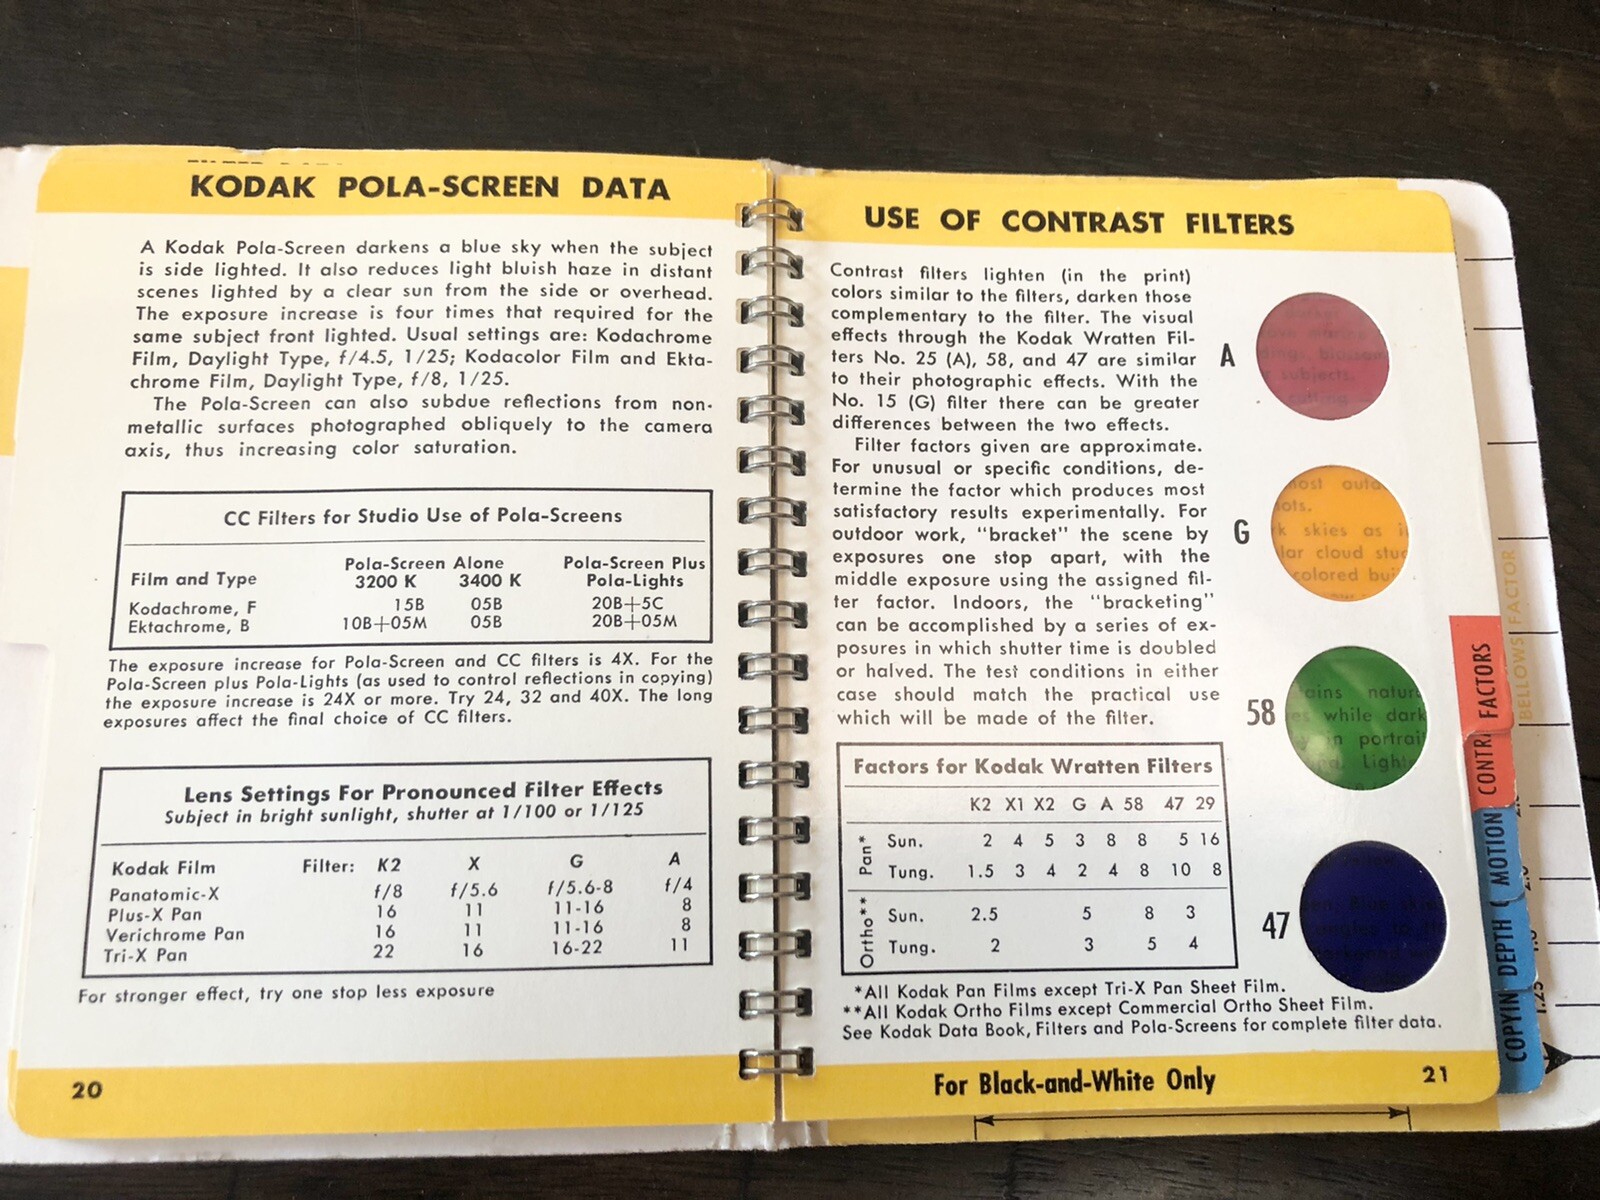 KODAK POLA-SCREEN DATA
A Kodak Pola-Screen darkens a blue sky when the subject
is side lighted. It also reduces light bluish haze in distant
scenes lighted by a clear sun from the side or overhead.
The exposure increase is four times that required for the
same subject front lighted. Usual settings are: Kodachrome
Film, Daylight Type, f/4.5, 1/25; Kodacolor Film and Ekta-
chrome Film, Daylight Type, f/8, 1/25.
The Pola-Screen can also subdue reflections from non-
metallic surfaces photographed obliquely to the camera
axis, thus increasing color saturation.
CC Filters for Studio Use of Pola-Screens
Pola-Screen Alone Pola-Screen Plus
Film and Type 3200 K 3400 K Pola-Lights
Kodachrome, F 15B 05B 20B+5C
Ektachrome, B 10B+05M 05B 20B+05M
The exposure increase for Pola-Screen and CC filters is 4X. For the
Pola-Screen plus Pola-Lights (as used to control reflections in copying)
the exposure increase is 24X or more. Try 24, 32 and 40X. The long
exposures affect the final choice of CC filters.
Lens Settings For Pronounced Filter Effects
Subject in bright sunlight, shutter at 1/100 or 1/125
Kodak Film Filter: K2 X G A
Panatomic-X f/8 f/5.6 f/5.6-8 f/4
Plus-X Pan 16 11 11-16 8
Verichrome Pan 16 11 11-16 8
Tri-X Pan 22 16 16-22 11
For stronger effect, try one stop less exposure
20
USE OF CONTRAST FILTERS
Contrast filters lighten (in the print)
colors similar to the filters, darken those
complementary to the filter. The visual
effects through the Kodak Wratten Fil-
ters No. 25 (A), 58, and 47 are similar
to their photographic effects. With the
No. 15 (G) filter there can be greater
differences between the two effects.
Filter factors given are approximate.
For unusual or specific conditions, de-
termine the factor which produces most
satisfactory results experimentally. For
outdoor work, "bracket" the scene by
exposures one stop apart, with the
middle exposure using the assigned fil-
ter factor. Indoors, the "bracketing"
can be accomplished by a series of ex-
posures in which shutter time is doubled
or halved. The test conditions in either
case should match the practical use
which will be made of the filter.
A
G
58
47
Factors for Kodak Wratten Filters
K2 X1 X2 G A 58 47 29
Pan*
Sun. 2 4 5 3 8 8 5 16
Tung. 1.5 3 4 2 4 8 10 8
Ortho**
Sun. 2.5 5 8 3
Tung. 2 3 5 4
*All Kodak Pan Films except Tri-X Pan Sheet Film.
**All Kodak Ortho Films except Commercial Ortho Sheet Film.
See Kodak Data Book, Filters and Pola-Screens for complete filter data.
For Black-and-White Only
21
subjects.
skies as
cloud
colored
while dark
in portrait
FACTORS
CONTRA
MOTION
DEPTH
COPYIN
BELLOWS FACTOR
1.25